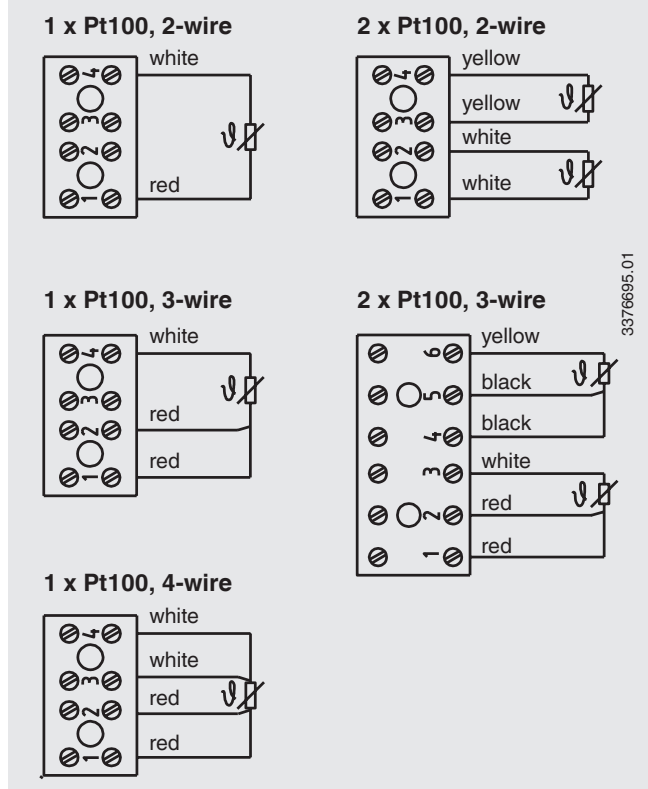 1 x Pt100, 2-wire
white
4
3
2
1
red
ϑ
2 x Pt100, 2-wire
yellow
4
yellow
3
white
2
white
1
ϑ
ϑ
3376695.01
1 x Pt100, 3-wire
white
4
3
red
2
red
1
ϑ
2 x Pt100, 3-wire
yellow
6
black
5
black
4
white
3
red
2
red
1
ϑ
ϑ
1 x Pt100, 4-wire
white
4
white
3
red
2
red
1
ϑ